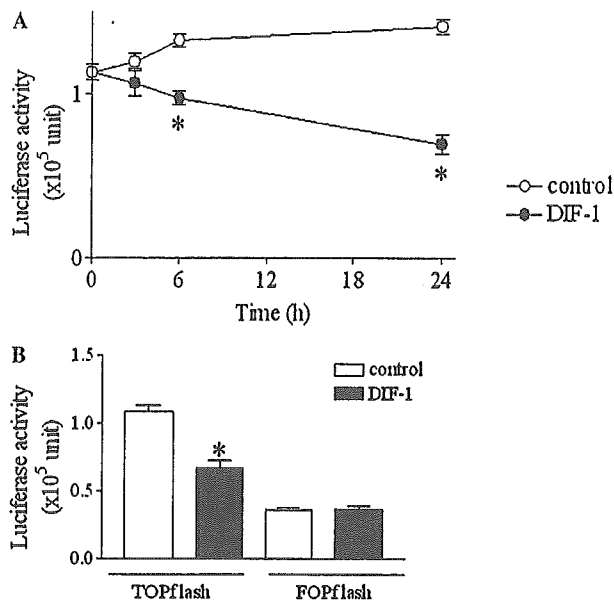 A
Luciferase activity
(x10⁵ unit)
1
0
0
6
12
18
24
Time (h)
*
*
control
DIF-1
B
Luciferase activity
(x10⁵ unit)
1.5
1.0
0.5
0.0
control
DIF-1
*
TOPflash
FOPflash